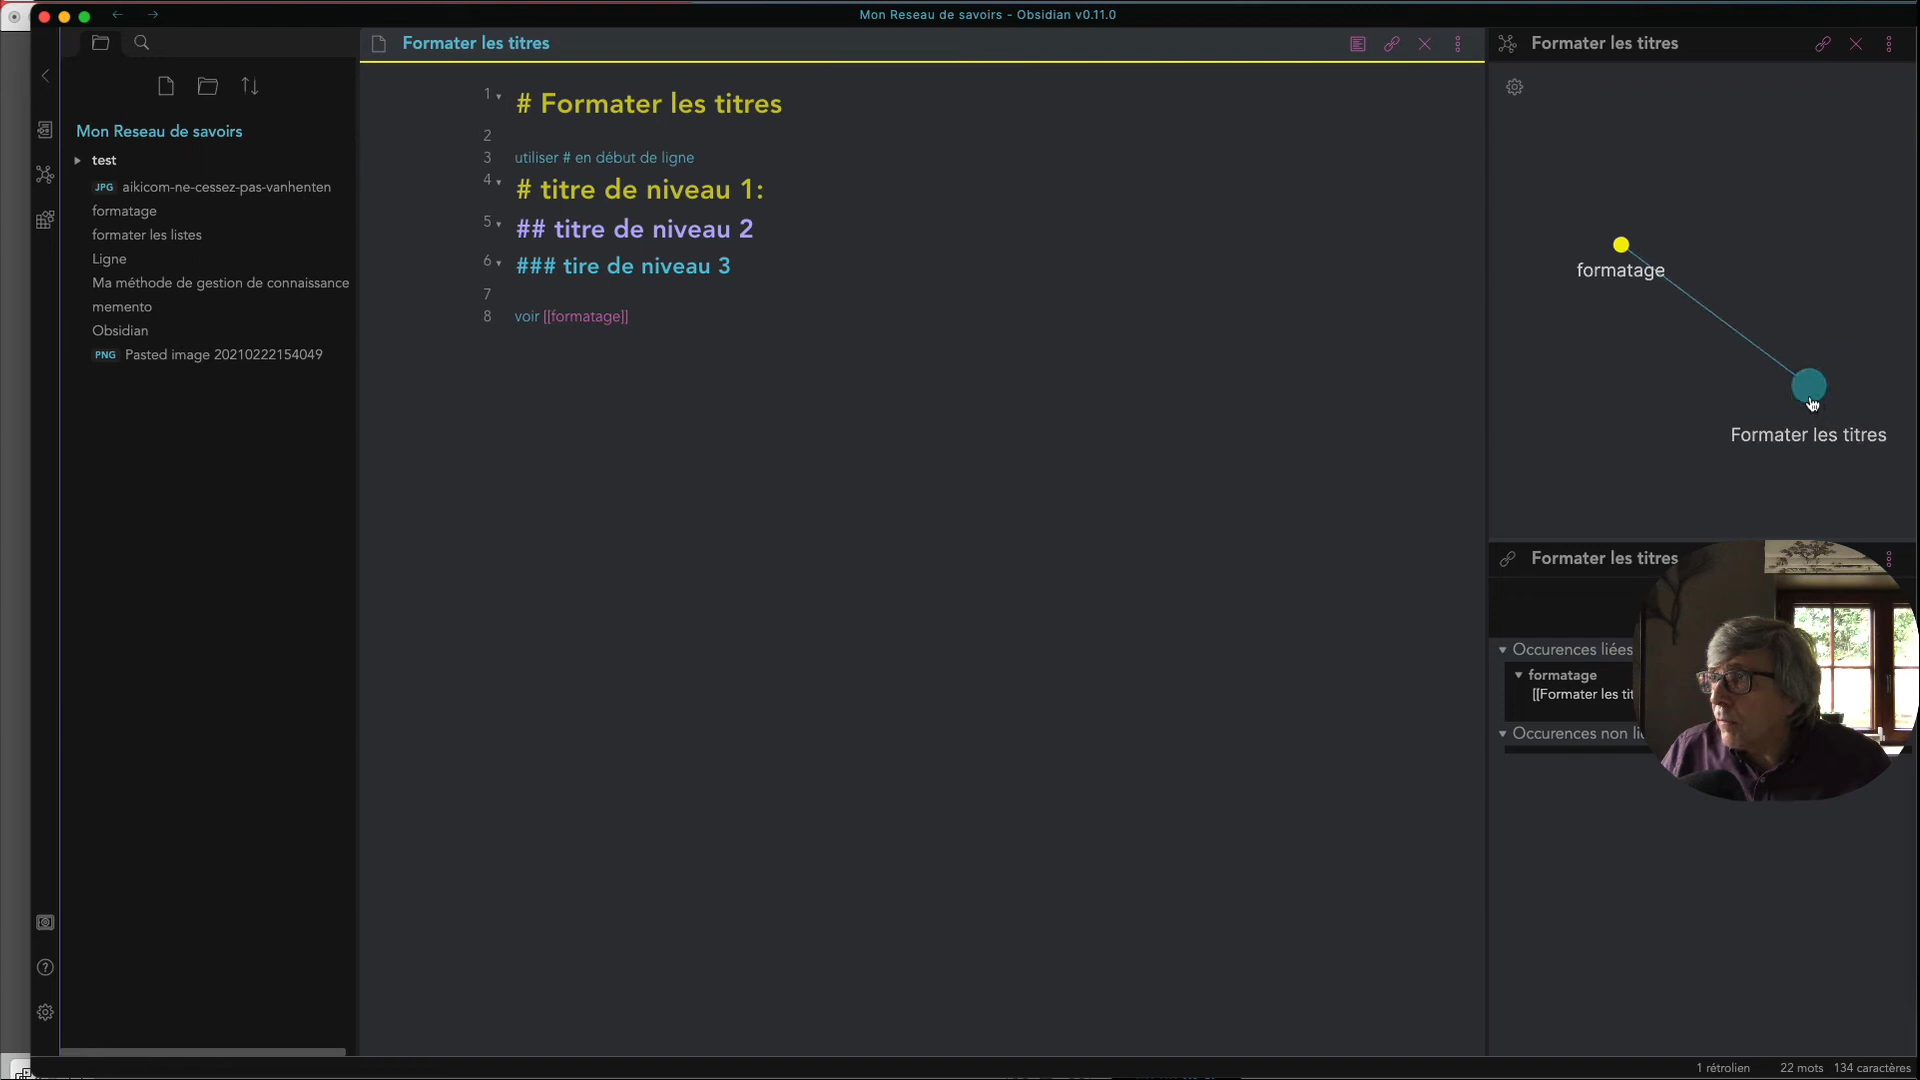 Mon Reseau de savoirs - Obsidian v0.11.0
Formater les titres
Mon Reseau de savoirs
test
JPG aikicom-ne-cessez-pas-vanhenten
formatage
formater les listes
Ligne
Ma méthode de gestion de connaissance
memento
Obsidian
PNG Pasted image 20210222154049
1 # Formater les titres
2
3 utiliser # en début de ligne
4 # titre de niveau 1:
5 ## titre de niveau 2
6 ### tire de niveau 3
7
8 voir [[formatage]]
Formater les titres
formatage
Formater les titres
Formater les titres
Occurences liées
formatage
[[Formater les tit
Occurences non li
1 rétrolien 22 mots 134 caractères